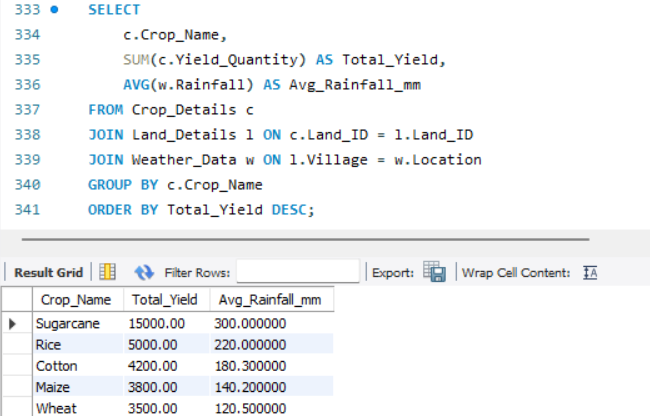 333 SELECT
334 c.Crop_Name,
335 SUM(c.Yield_Quantity) AS Total_Yield,
336 AVG(w.Rainfall) AS Avg_Rainfall_mm
337 FROM Crop_Details c
338 JOIN Land_Details l ON c.Land_ID = l.Land_ID
339 JOIN Weather_Data w ON l.Village = w.Location
340 GROUP BY c.Crop_Name
341 ORDER BY Total_Yield DESC;
Result Grid Filter Rows: Export: Wrap Cell Content: IA
Crop_Name Total_Yield Avg_Rainfall_mm
Sugarcane 15000.00 300.000000
Rice 5000.00 220.000000
Cotton 4200.00 180.300000
Maize 3800.00 140.200000
Wheat 3500.00 120.500000